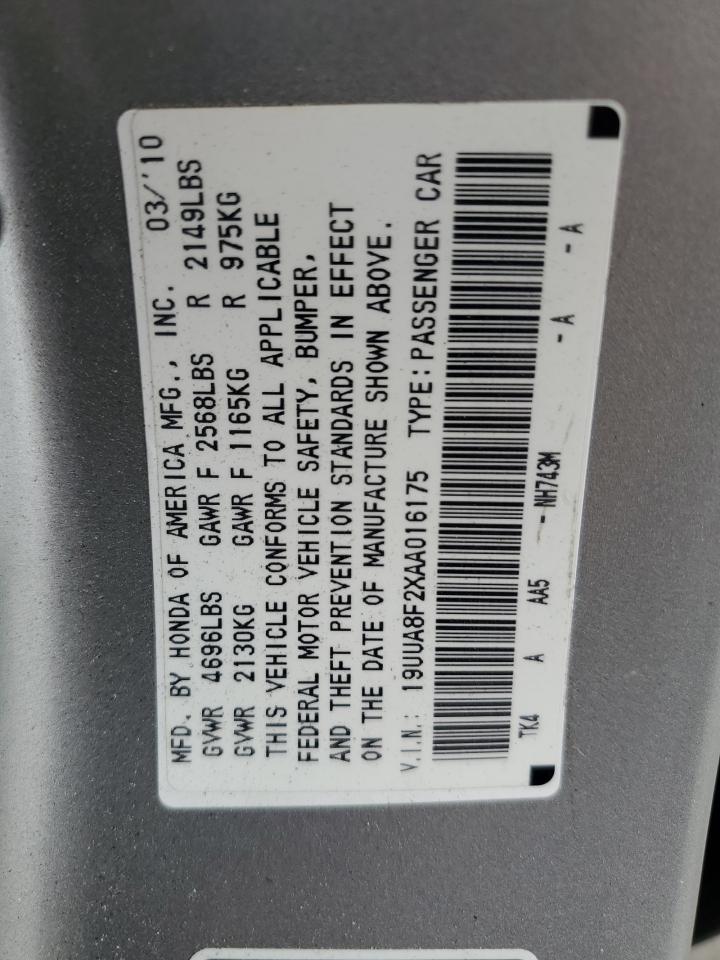 MFD. BY HONDA OF AMERICA MFG., INC. 03/'10
GVWR 4696LBS GAWR F 2568LBS R 2149LBS
GVWR 2130KG GAWR F 1165KG R 975KG
THIS VEHICLE CONFORMS TO ALL APPLICABLE
FEDERAL MOTOR VEHICLE SAFETY, BUMPER,
AND THEFT PREVENTION STANDARDS IN EFFECT
ON THE DATE OF MANUFACTURE SHOWN ABOVE.
V.I.N.: 19UUA8F2XAA016175 TYPE:PASSENGER CAR
TK4 A AA5 - NH743M - A - A